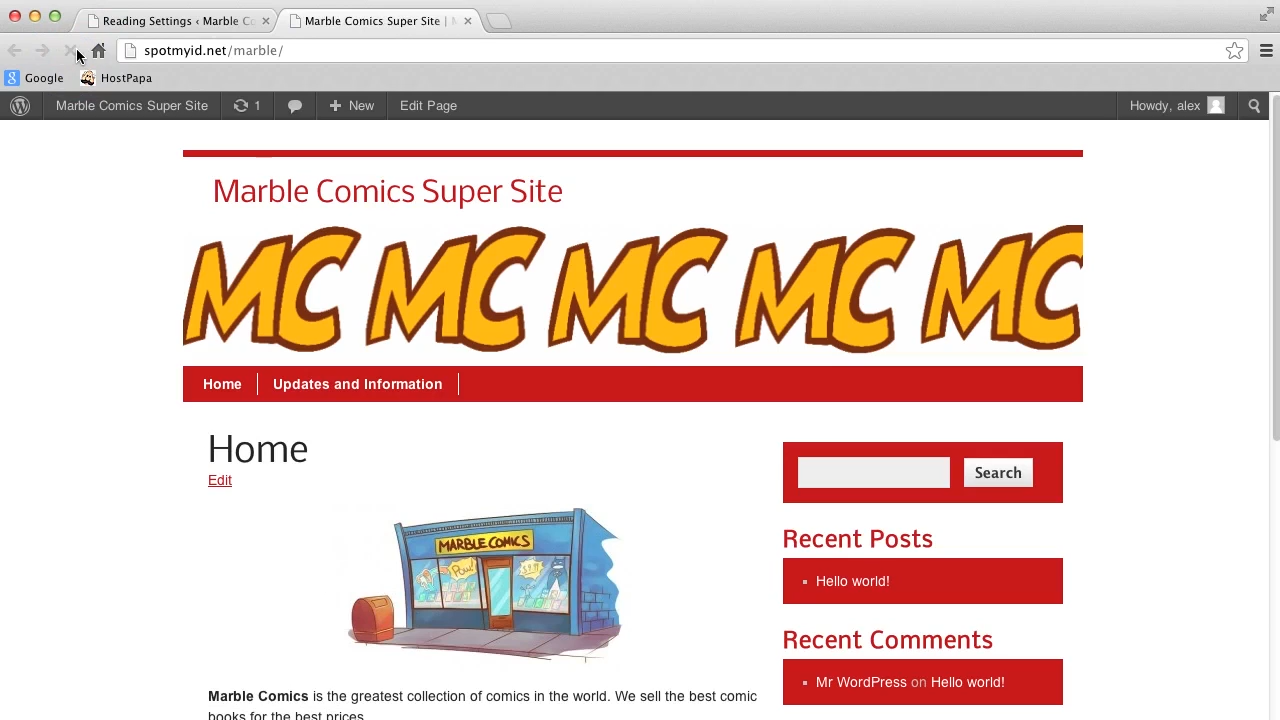 Reading Settings ‹ Marble Co
Marble Comics Super Site |
spotmyid.net/marble/
Google
HostPapa
Marble Comics Super Site
1
New
Edit Page
Howdy, alex
Marble Comics Super Site
MC MC MC MC MC
Home
Updates and Information
Home
Edit
MARBLE COMICS
POW!
Search
Recent Posts
Hello world!
Recent Comments
Mr WordPress on Hello world!
Marble Comics is the greatest collection of comics in the world. We sell the best comic
books for the best prices.